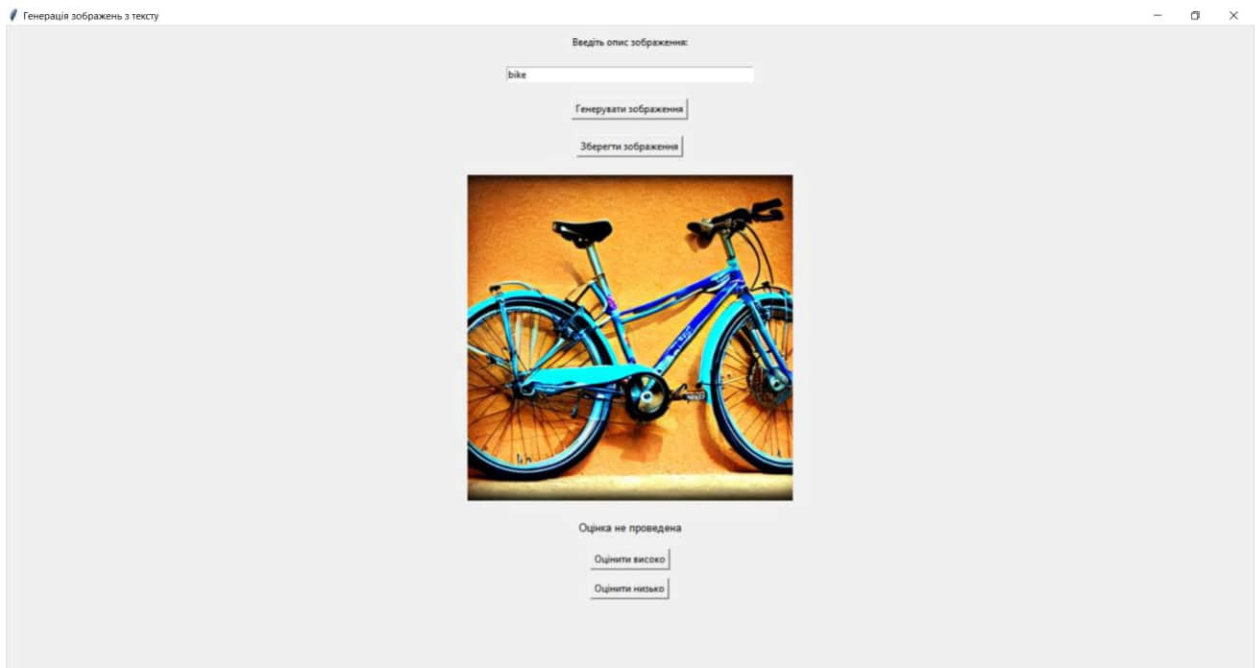 Генерація зображень з тексту
Введіть опис зображення:
bike
Генерувати зображення
Зберегти зображення
Оцінка не проведена
Оцінити високо
Оцінити низько